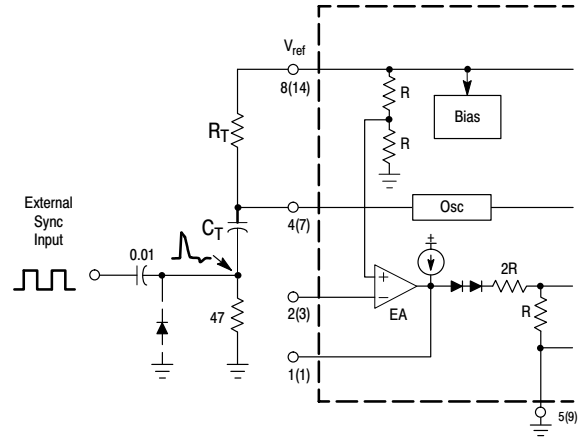 V_ref
8(14)
R
Bias
R_T
R
External
Sync
Input
C_T
4(7)
Osc
0.01
47
2(3)
+
−
EA
2R
R
1(1)
5(9)